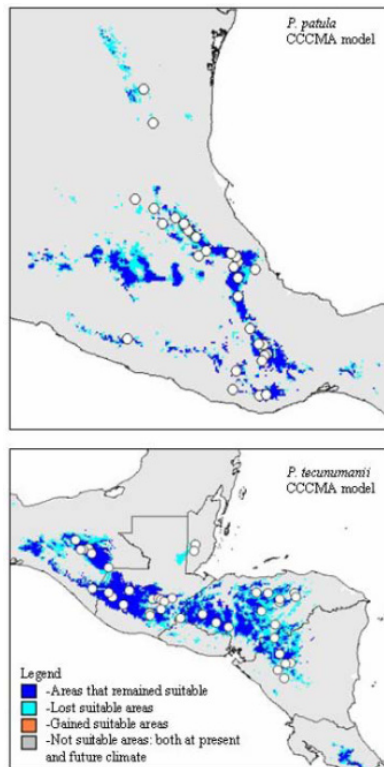 P. patula
CCCMA model
P. tecunumanii
CCCMA model
Legend
-Areas that remained suitable
-Lost suitable areas
-Gained suitable areas
-Not suitable areas: both at present
and future climate